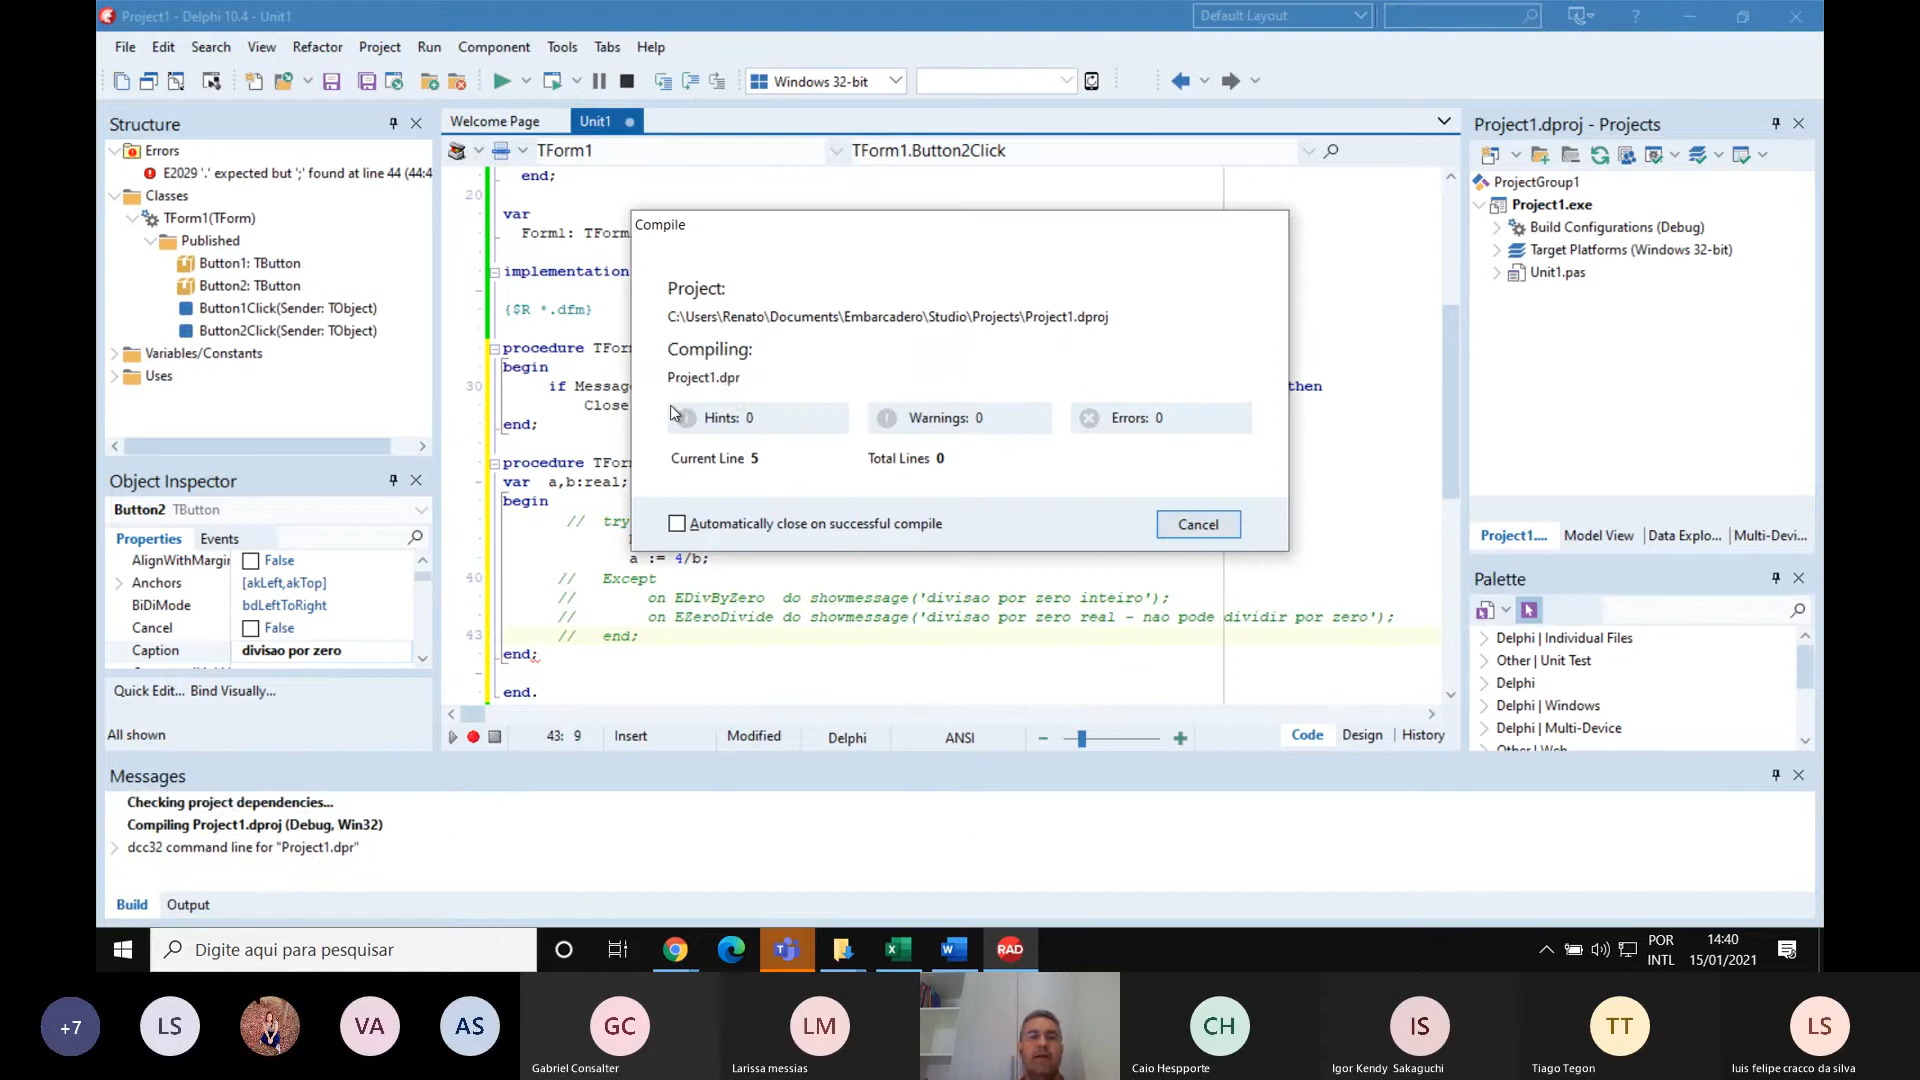 Project1 - Delphi 10.4 - Unit1
Default Layout
File Edit Search View Refactor Project Run Component Tools Tabs Help
Windows 32-bit
Structure
Errors
E2029 '.' expected but ';' found at line 44 (44:4
Classes
TForm1(TForm)
Published
Button1: TButton
Button2: TButton
Button1Click(Sender: TObject)
Button2Click(Sender: TObject)
Variables/Constants
Uses
Object Inspector
Button2 TButton
Properties Events
AlignWithMargin False
Anchors [akLeft,akTop]
BiDiMode bdLeftToRight
Cancel False
Caption divisao por zero
Quick Edit... Bind Visually...
All shown
Welcome Page Unit1
TForm1 TForm1.Button2Click
end;
20
var
Form1: TForm
implementation
{$R *.dfm}
procedure TForm
begin
30 if Messag then
Close
end;
procedure TForm
var a,b:real;
begin
// try
a := 4/b;
40 // Except
// on EDivByZero do showmessage('divisao por zero inteiro');
// on EZeroDivide do showmessage('divisao por zero real - nao pode dividir por zero');
43 // end;
end;
end.
43: 9 Insert Modified Delphi ANSI Code Design History
Compile
Project:
C:\Users\Renato\Documents\Embarcadero\Studio\Projects\Project1.dproj
Compiling:
Project1.dpr
Hints: 0 Warnings: 0 Errors: 0
Current Line 5 Total Lines 0
Automatically close on successful compile
Cancel
Project1.dproj - Projects
ProjectGroup1
Project1.exe
Build Configurations (Debug)
Target Platforms (Windows 32-bit)
Unit1.pas
Project1.... Model View Data Explo... Multi-Devi...
Palette
Delphi | Individual Files
Other | Unit Test
Delphi
Delphi | Windows
Delphi | Multi-Device
Other | Web
Messages
Checking project dependencies...
Compiling Project1.dproj (Debug, Win32)
dcc32 command line for "Project1.dpr"
Build Output
Digite aqui para pesquisar
RAD
POR
INTL
14:40
15/01/2021
+7
LS
VA
AS
GC
Gabriel Consalter
LM
Larissa messias
CH
Caio Hespporte
IS
Igor Kendy Sakaguchi
TT
Tiago Tegon
LS
luis felipe cracco da silva